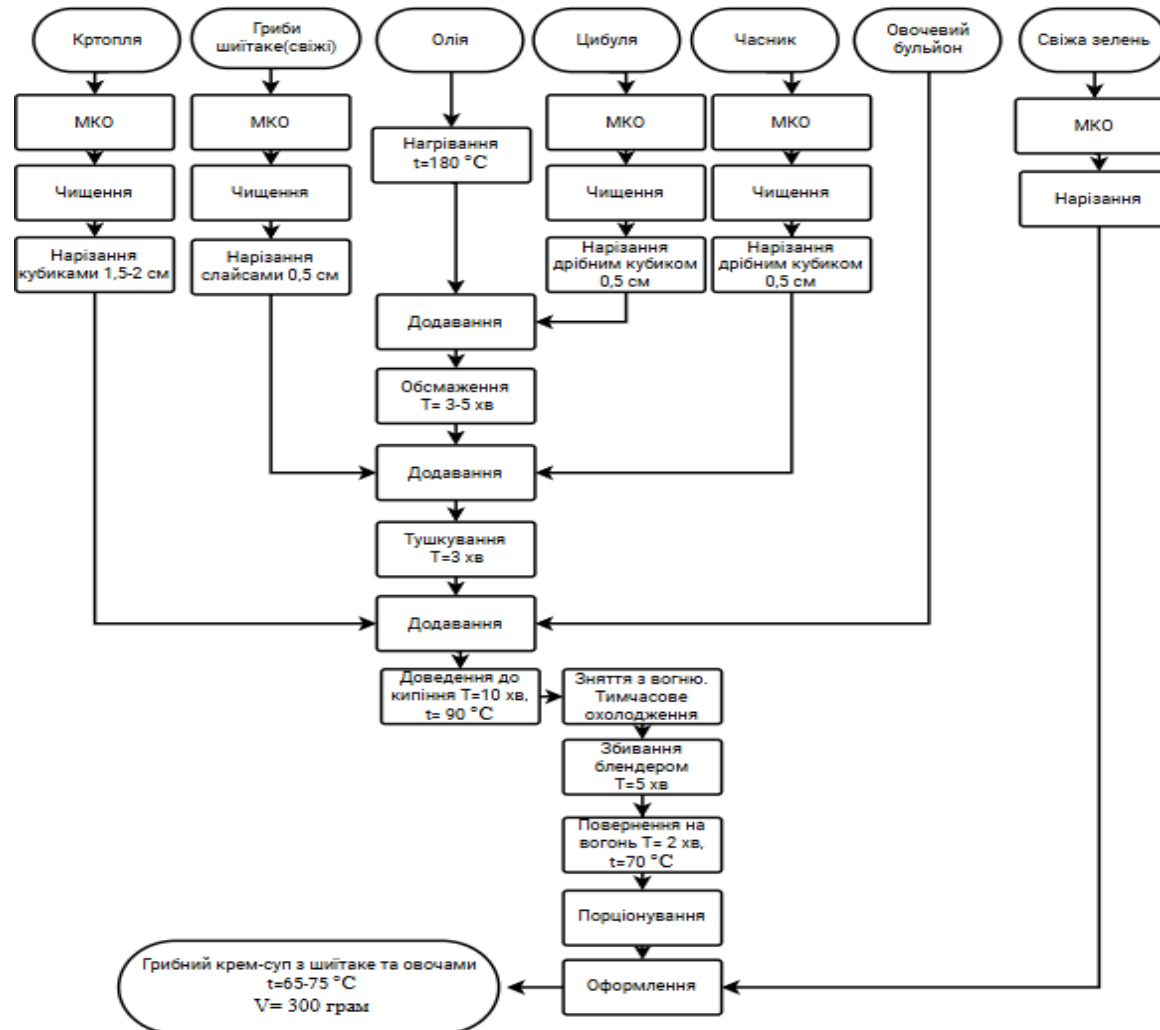 Кртопля
Гриби
шиїтаке(свіжі)
Олія
Цибуля
Часник
Овочевий
бульйон
Свіжа зелень
МКО
МКО
Нагрівання
t=180 °C
МКО
МКО
МКО
Чищення
Чищення
Чищення
Чищення
Нарізання
Нарізання
кубиками 1,5-2 см
Нарізання
слайсами 0,5 см
Нарізання
дрібним кубиком
0,5 см
Нарізання
дрібним кубиком
0,5 см
Додавання
Обсмаження
Т= 3-5 хв
Додавання
Тушкування
Т=3 хв
Додавання
Доведення до
кипіння Т=10 хв,
t= 90 °C
Зняття з вогню.
Тимчасове
охолодження
Збивання
блендером
Т=5 хв
Повернення на
вогонь Т= 2 хв,
t=70 °C
Порціонування
Оформлення
Грибний крем-суп з шиїтаке та овочами
t=65-75 °C
V= 300 грам